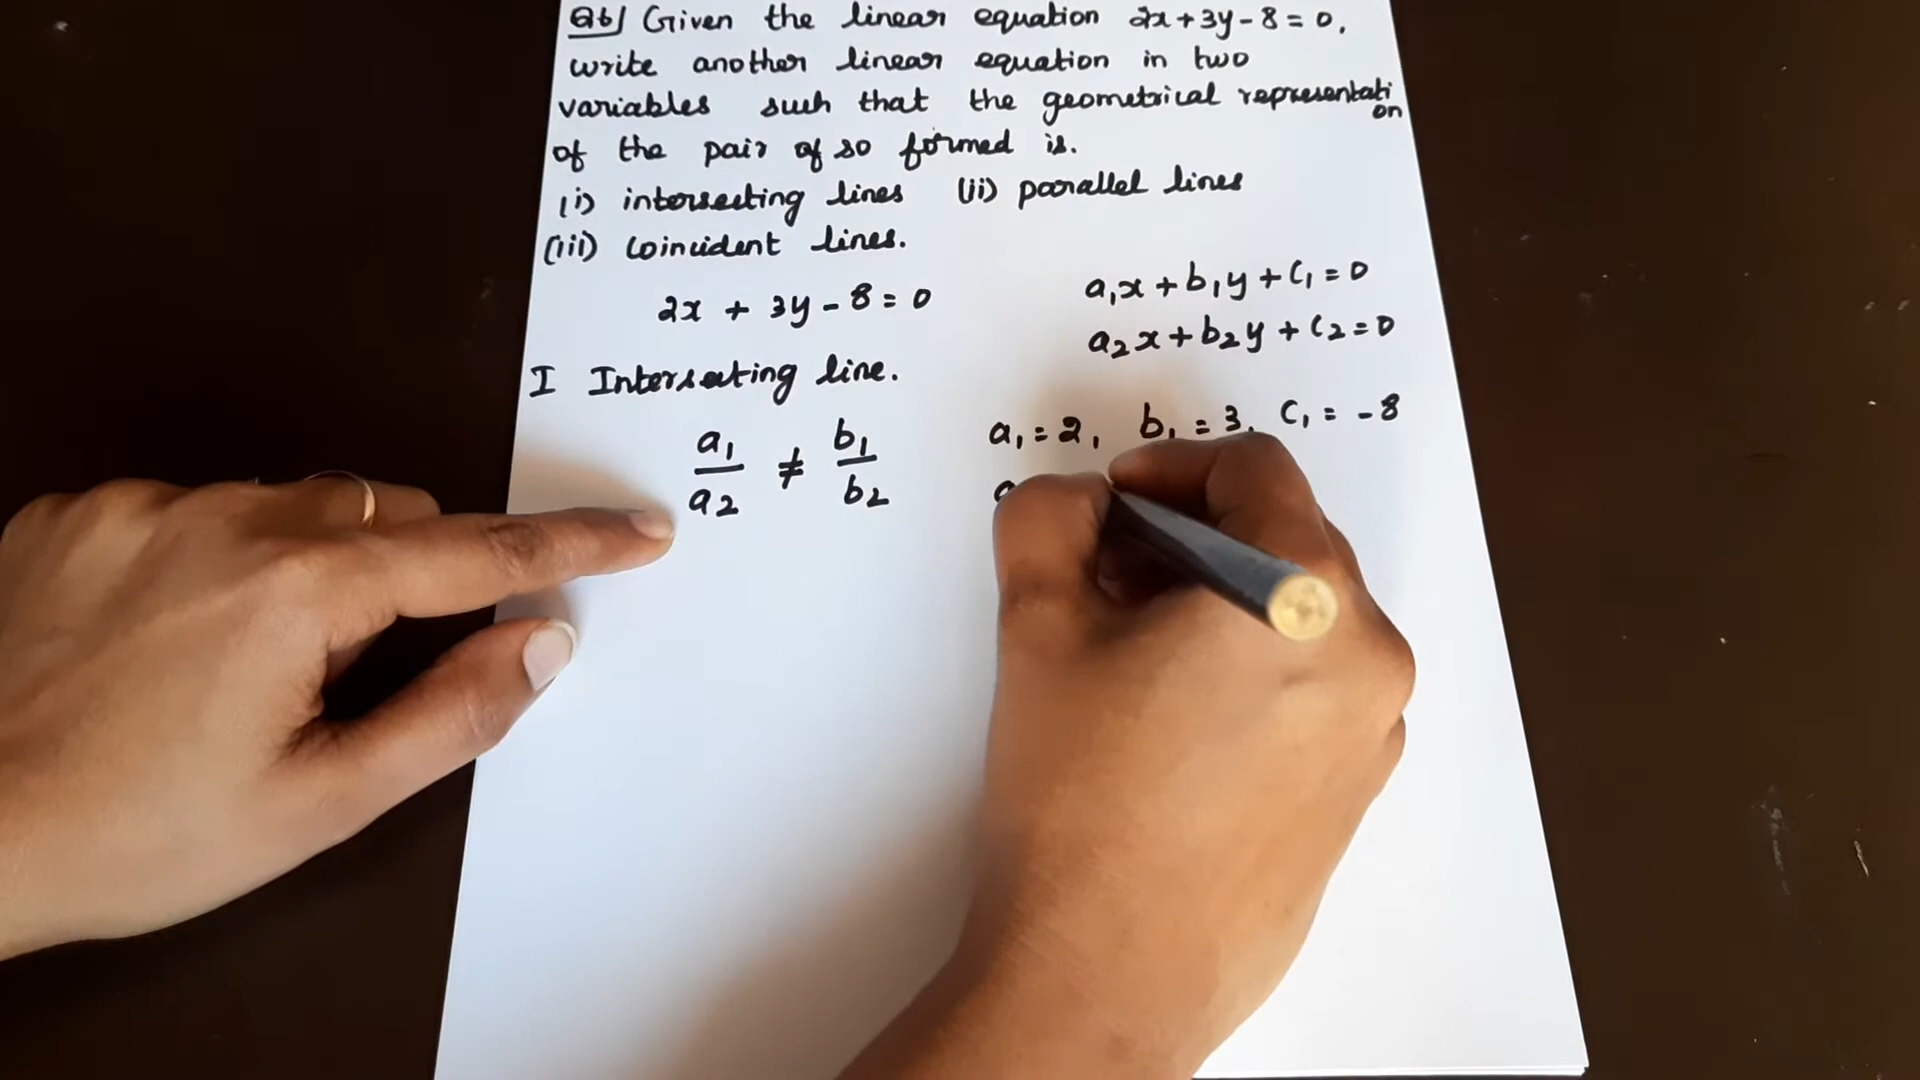 Q6) Given the linear equation 2x+3y-8=0,
write another linear equation in two
variables such that the geometrical representation
of the pair of so formed is.
(i) intersecting lines (ii) parallel lines
(iii) coincident lines.
2x + 3y - 8 = 0
a₁x + b₁y + c₁ = 0
a₂x + b₂y + c₂ = 0
I Intersecting line.
a₁/a₂ ≠ b₁/b₂
a₁ = 2, b₁ = 3, c₁ = -8